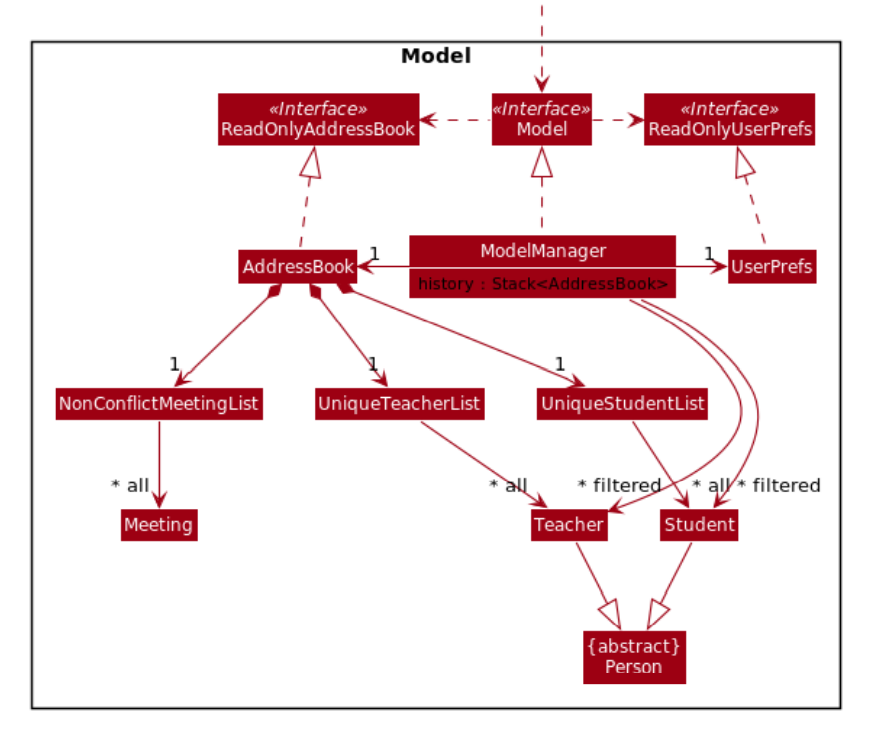 Model
«Interface»
ReadOnlyAddressBook
«Interface»
Model
«Interface»
ReadOnlyUserPrefs
AddressBook
1
ModelManager
history : Stack<AddressBook>
1
UserPrefs
1
1
1
NonConflictMeetingList
UniqueTeacherList
UniqueStudentList
* all
* all
* filtered
* all
* filtered
Meeting
Teacher
Student
{abstract}
Person